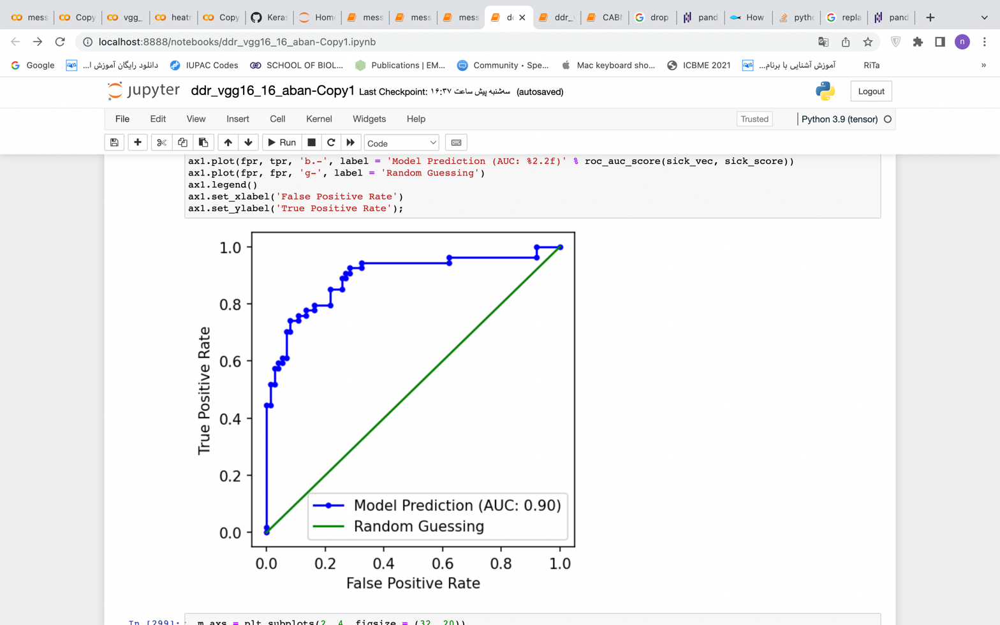 mess Copy vgg_ heatr Copy Keras Home mess mess mess de ddr_v CABN drop pand How pytho repla pand
localhost:8888/notebooks/ddr_vgg16_16_aban-Copy1.ipynb n
Google دانلود رایگان آموزش ا... IUPAC Codes SCHOOL OF BIOL... Publications | EM... Community • Spe... Mac keyboard sho... ICBME 2021 آموزش آشنایی با برنام... RiTa »
jupyter ddr_vgg16_16_aban-Copy1 Last Checkpoint: سه‌شنبه پیش ساعت ۱۶:۳۷ (autosaved) Logout
File Edit View Insert Cell Kernel Widgets Help Trusted Python 3.9 (tensor)
Run Code
ax1.plot(fpr, tpr, 'b.-', label = 'Model Prediction (AUC: %2.2f)' % roc_auc_score(sick_vec, sick_score))
ax1.plot(fpr, fpr, 'g-', label = 'Random Guessing')
ax1.legend()
ax1.set_xlabel('False Positive Rate')
ax1.set_ylabel('True Positive Rate');
1.0
0.8
0.6
0.4
0.2
0.0
True Positive Rate
Model Prediction (AUC: 0.90)
Random Guessing
0.0 0.2 0.4 0.6 0.8 1.0
False Positive Rate
In [299]: m_axs = plt.subplots(2, 4, figsize = (32, 20))